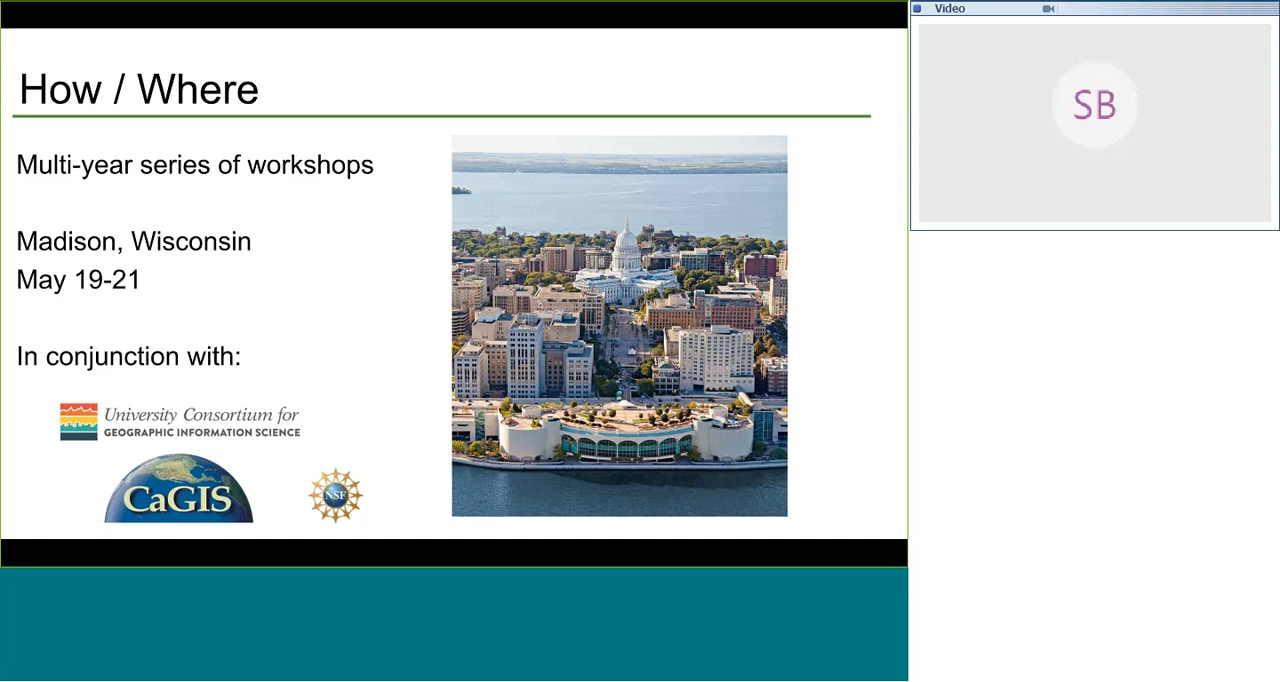 How / Where
Multi-year series of workshops
Madison, Wisconsin
May 19-21
In conjunction with:
University Consortium for
GEOGRAPHIC INFORMATION SCIENCE
CaGIS
NSF
Video
SB